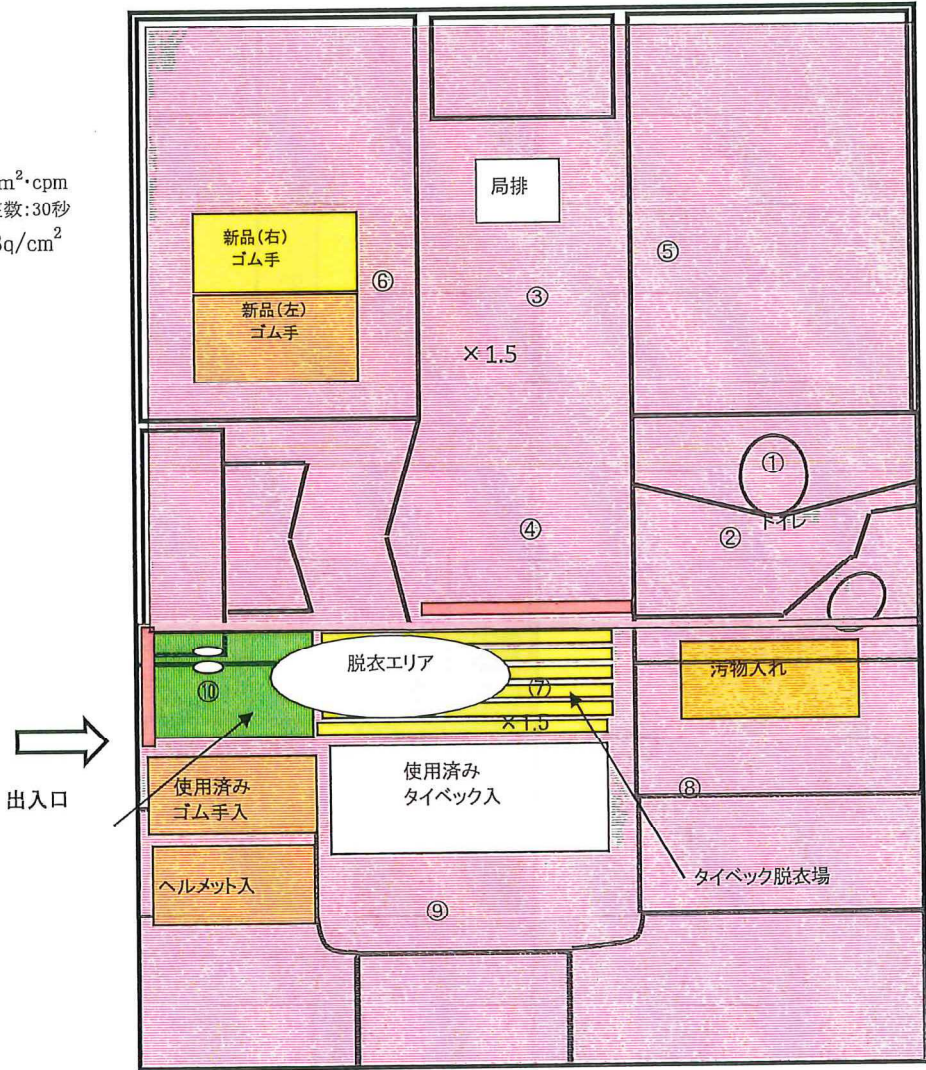 局排
m²・cpm
数:30秒
Bq/cm²
新品(右)
ゴム手
⑥
⑤
③
新品(左)
ゴム手
×1.5
①
トイレ
④
②
脱衣エリア
汚物入れ
⑩
⑦
×1.5
出入口
使用済み
ゴム手入
使用済み
タイベック入
⑧
ヘルメット入
タイベック脱衣場
⑨